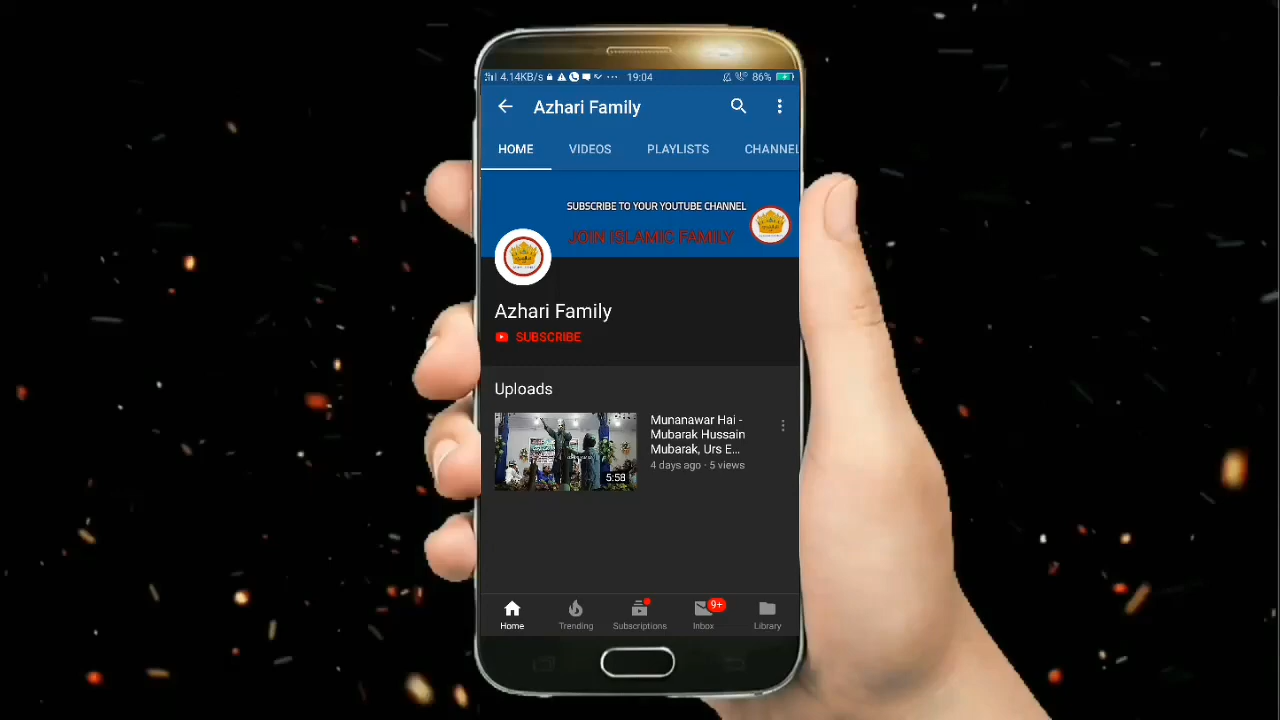 4.14KB/s ... 19:04 86%
Azhari Family
HOME VIDEOS PLAYLISTS CHANNEL
SUBSCRIBE TO YOUR YOUTUBE CHANNEL
JOIN ISLAMIC FAMILY
Azhari Family
SUBSCRIBE
Uploads
Munanawar Hai -
Mubarak Hussain
Mubarak, Urs E...
4 days ago · 5 views
5:58
9+
Home Trending Subscriptions Inbox Library